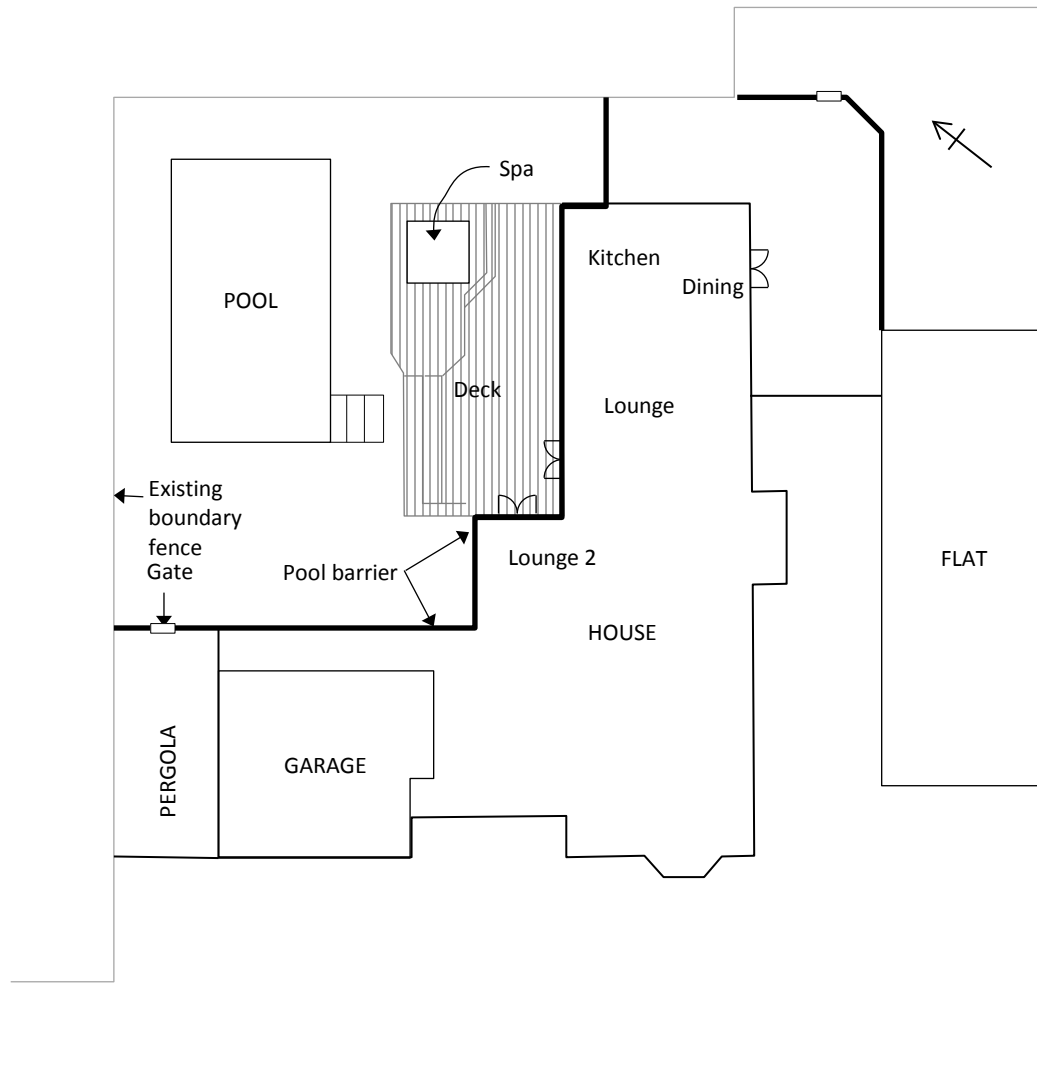 Spa
Kitchen
Dining
POOL
Deck
Lounge
Existing
boundary
fence
Gate
Pool barrier
Lounge 2
FLAT
HOUSE
PERGOLA
GARAGE